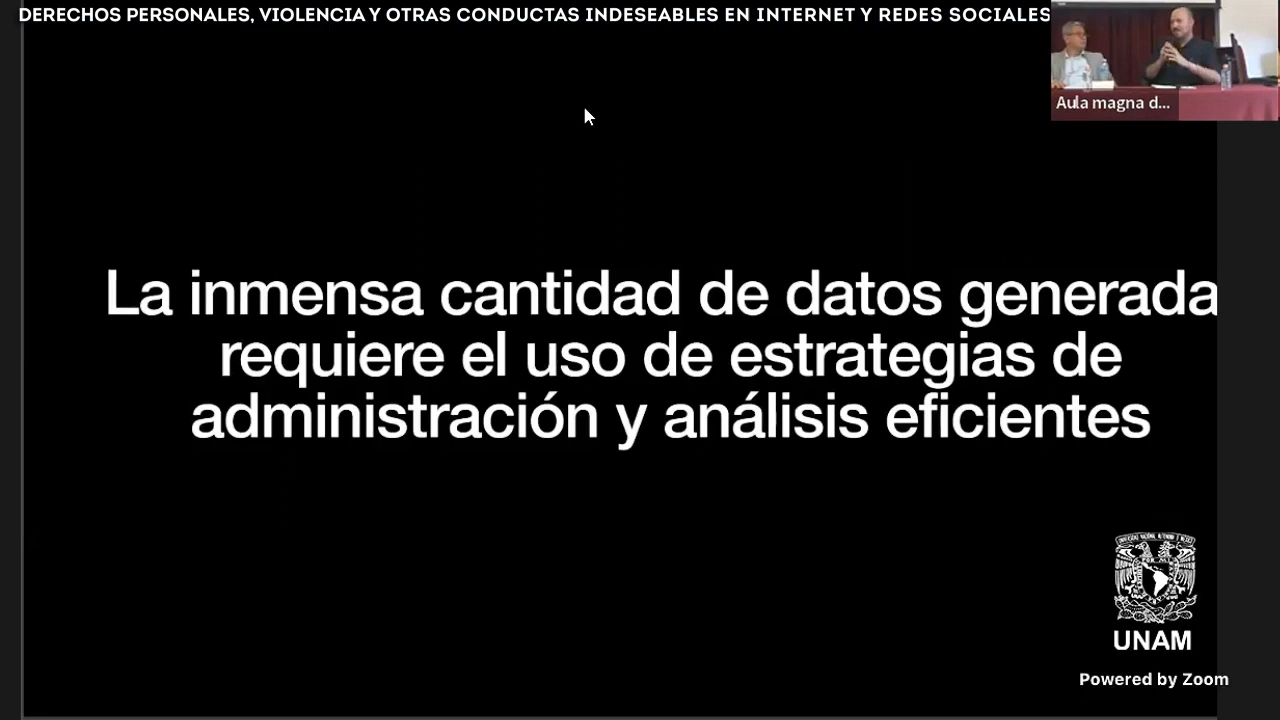 DERECHOS PERSONALES, VIOLENCIA Y OTRAS CONDUCTAS INDESEABLES EN INTERNET Y REDES SOCIALES
Aula magna d...
La inmensa cantidad de datos generada
requiere el uso de estrategias de
administración y análisis eficientes
UNAM
Powered by Zoom